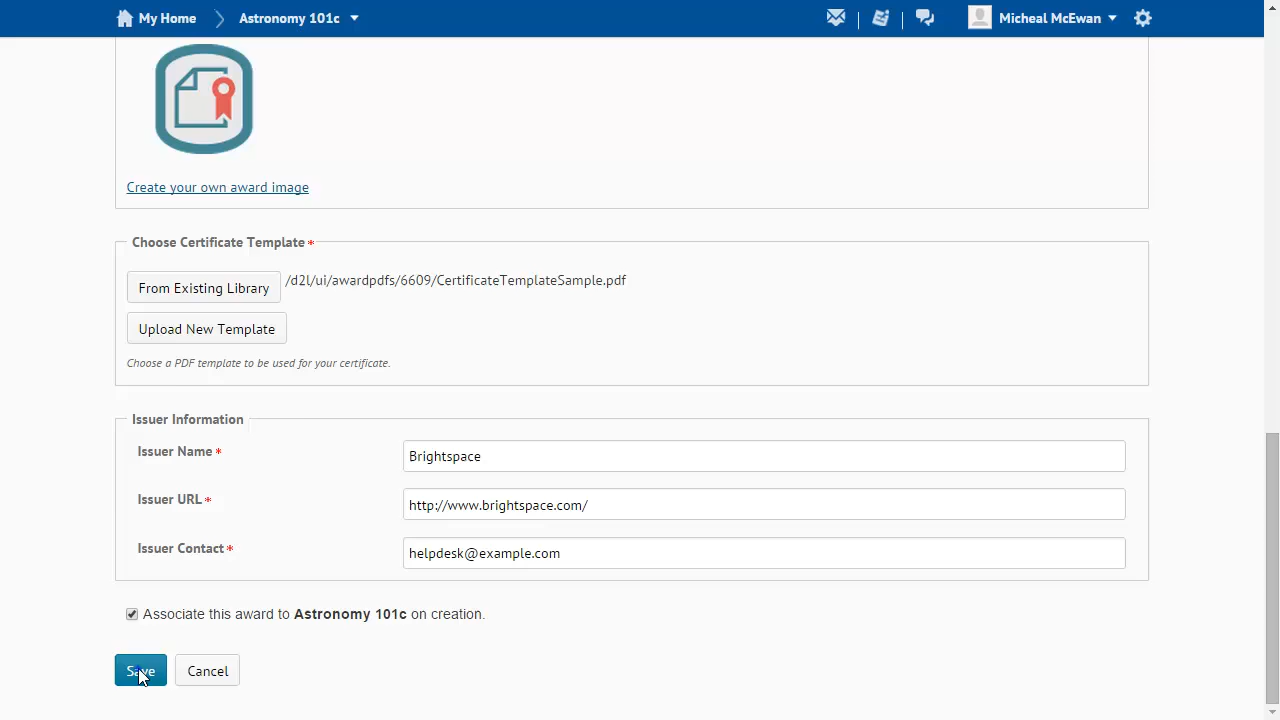 My Home
Astronomy 101c
Micheal McEwan
Create your own award image
Choose Certificate Template *
From Existing Library
/d2l/ui/awardpdfs/6609/CertificateTemplateSample.pdf
Upload New Template
Choose a PDF template to be used for your certificate.
Issuer Information
Issuer Name *
Brightspace
Issuer URL *
http://www.brightspace.com/
Issuer Contact *
helpdesk@example.com
Associate this award to Astronomy 101c on creation.
Save
Cancel